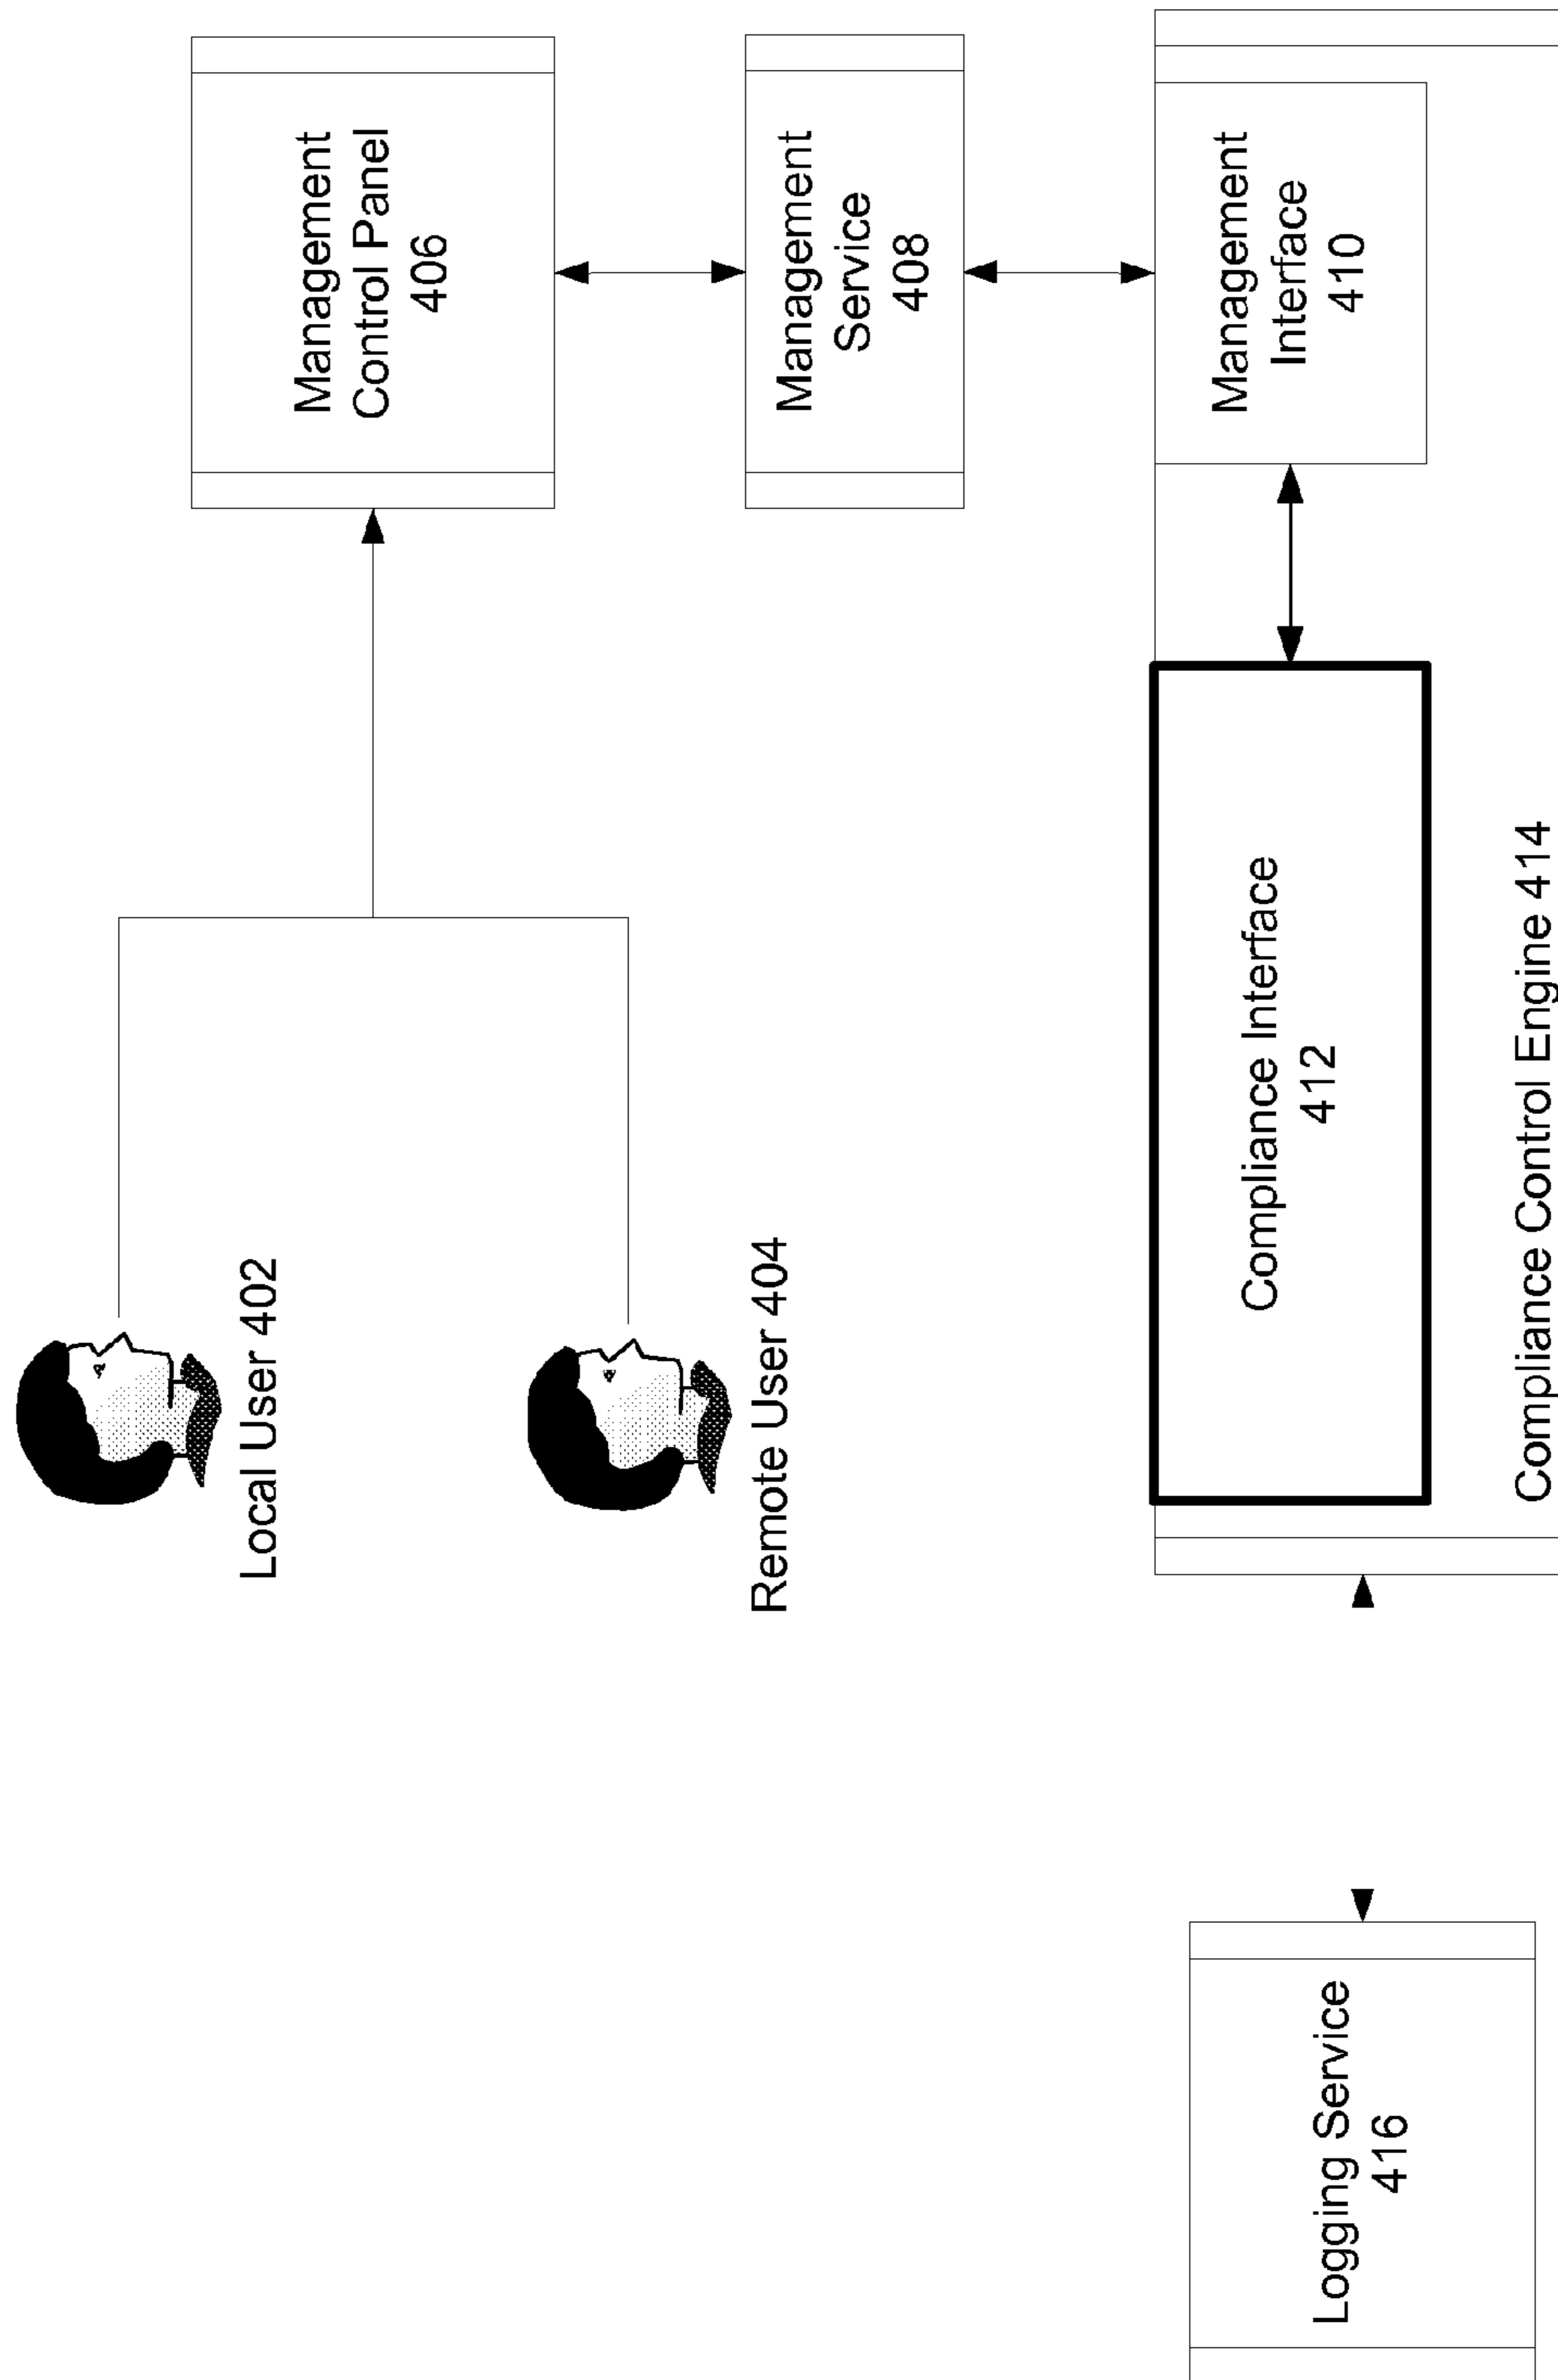 Local User 402
Remote User 404
Management
Control Panel
406
Management
Service
408
Management
Interface
410
Compliance Interface
412
Compliance Control Engine 414
Logging Service
416